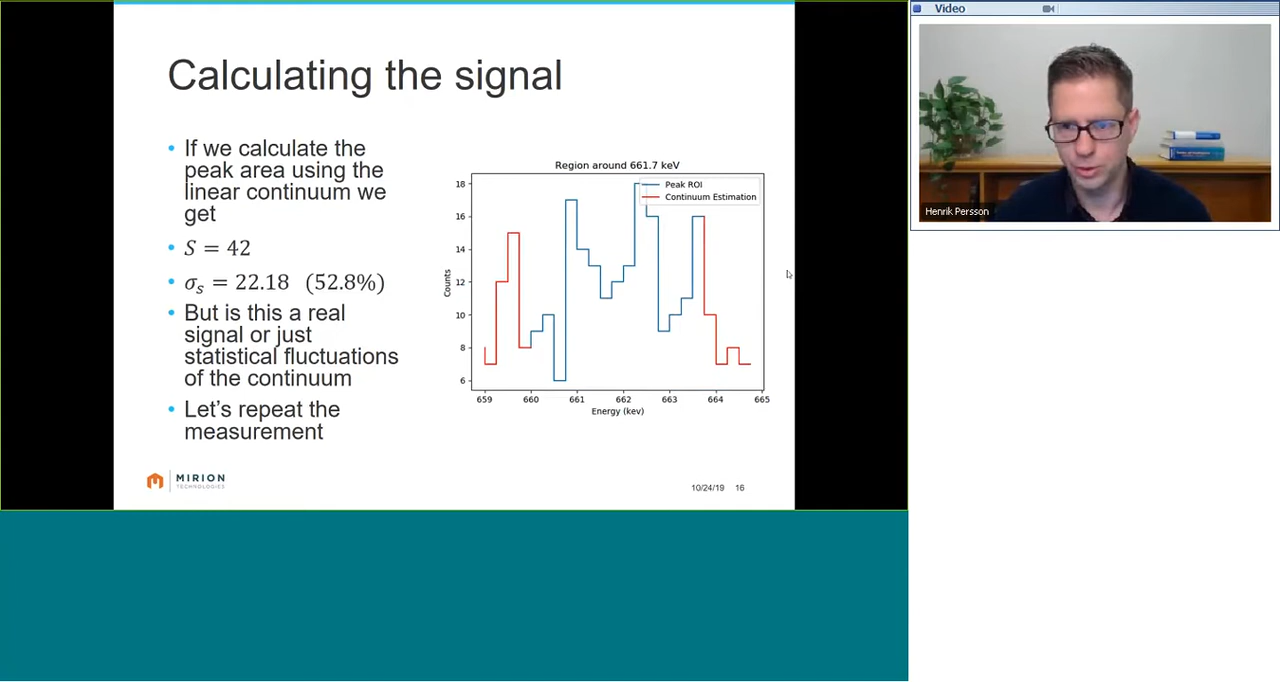 Calculating the signal
• If we calculate the
peak area using the
linear continuum we
get
• S = 42
• σₛ = 22.18 (52.8%)
• But is this a real
signal or just
statistical fluctuations
of the continuum
• Let's repeat the
measurement
Region around 661.7 keV
Peak ROI
Continuum Estimation
Counts
18
16
14
12
10
8
6
659 660 661 662 663 664 665
Energy (kev)
MIRION
TECHNOLOGIES
10/24/19 16
Video
Henrik Persson